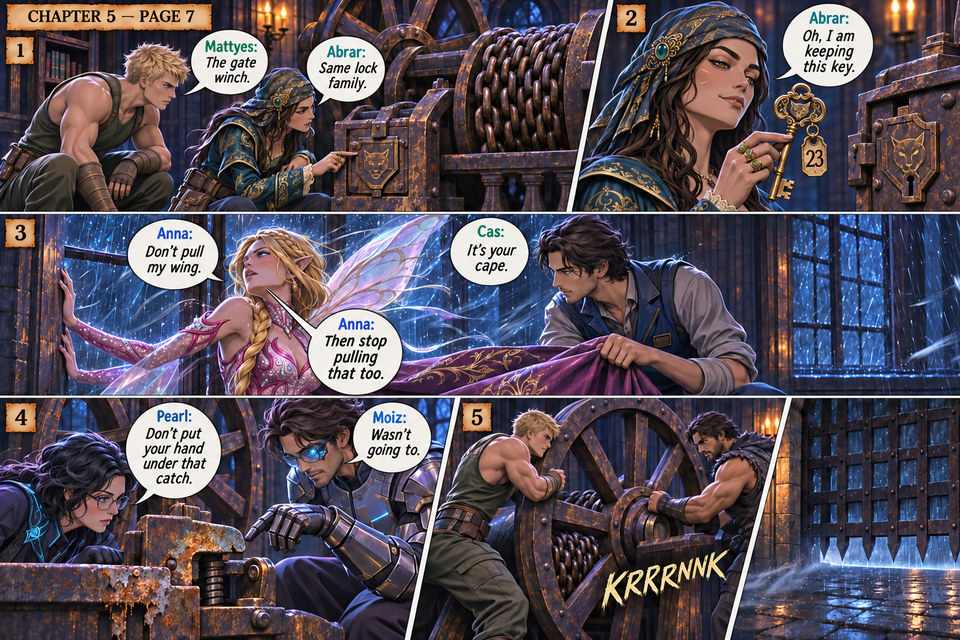 CHAPTER 5 — PAGE 7
1
Mattyes:
The gate
winch.
Abrar:
Same lock
family.
2
Abrar:
Oh, I am
keeping
this key.
23
3
Anna:
Don't pull
my wing.
Cas:
It's your
cape.
Anna:
Then stop
pulling
that too.
4
Pearl:
Don't put
your hand
under that
catch.
Moiz:
Wasn't
going to.
5
KRRRNNK